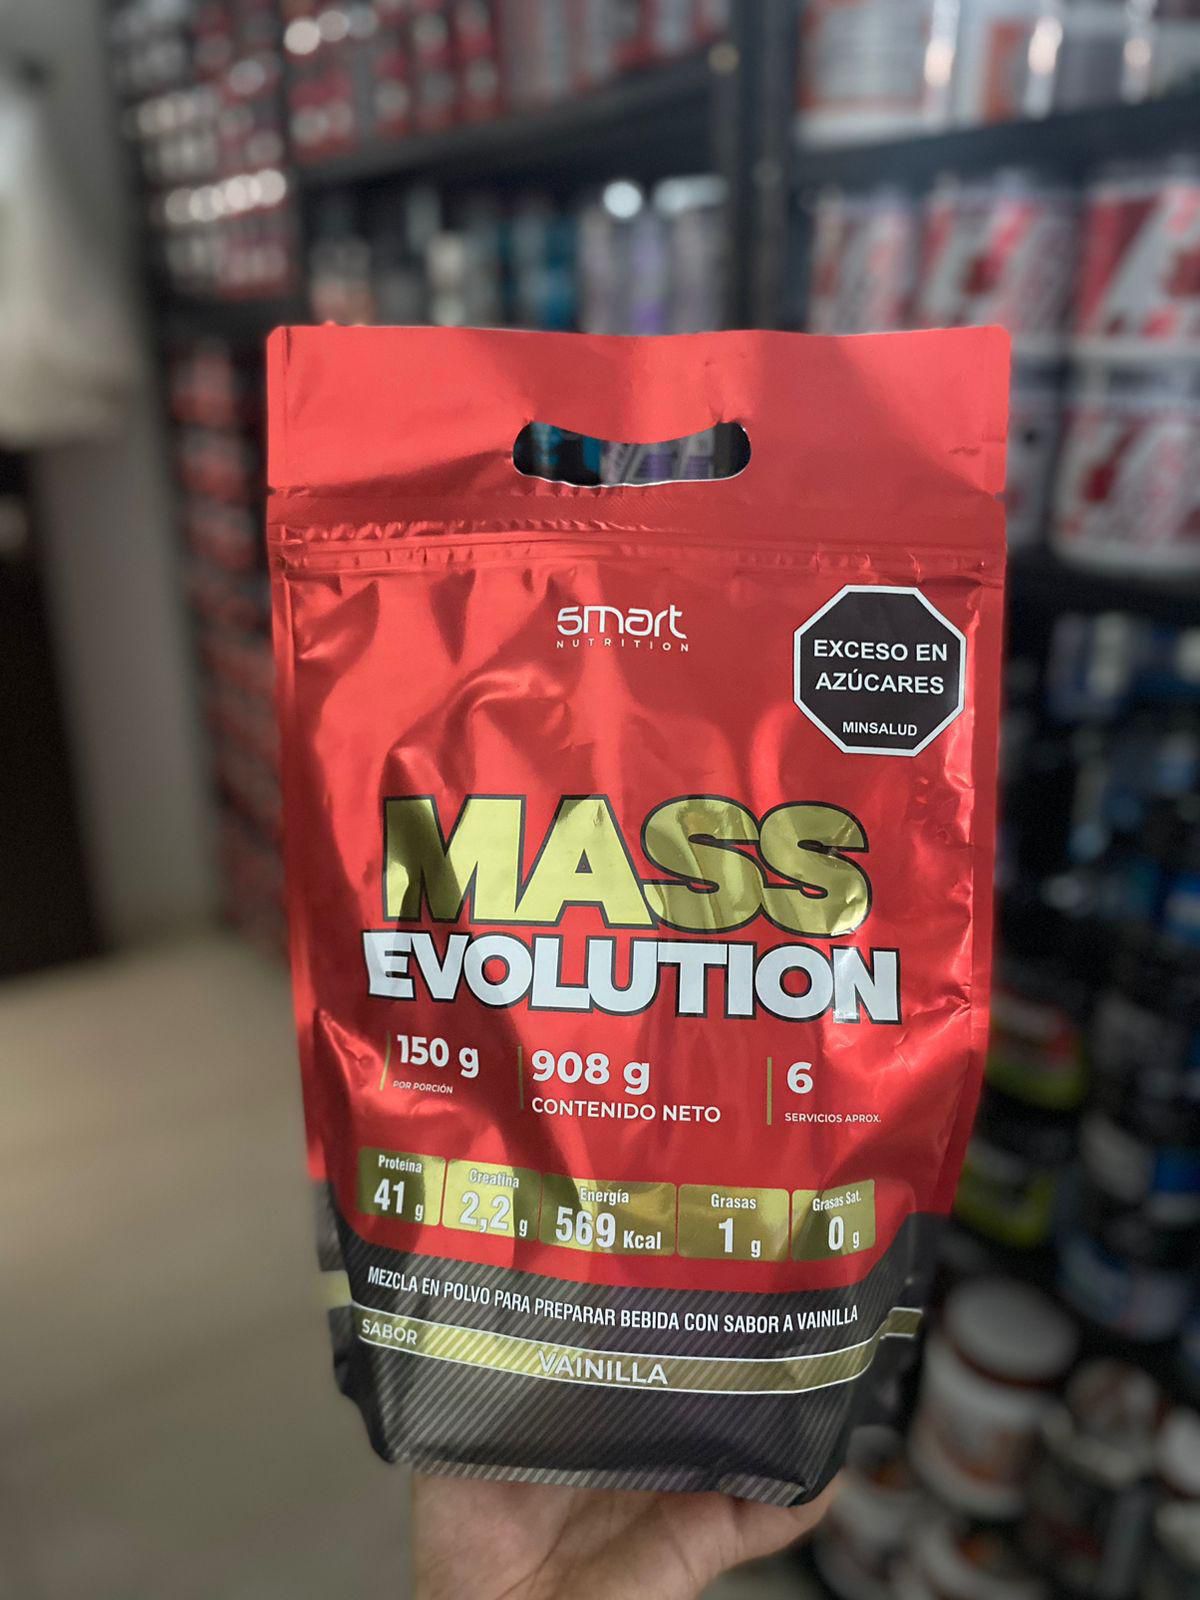 smart
NUTRITION
EXCESO EN
AZÚCARES
MINSALUD
MASS
EVOLUTION
150 g
POR PORCIÓN
908 g
CONTENIDO NETO
6
SERVICIOS APROX.
Proteína
41 g
Creatina
2,2 g
Energía
569 Kcal
Grasas
1 g
Grasas Sat.
0 g
MEZCLA EN POLVO PARA PREPARAR BEBIDA CON SABOR A VAINILLA
SABOR
VAINILLA